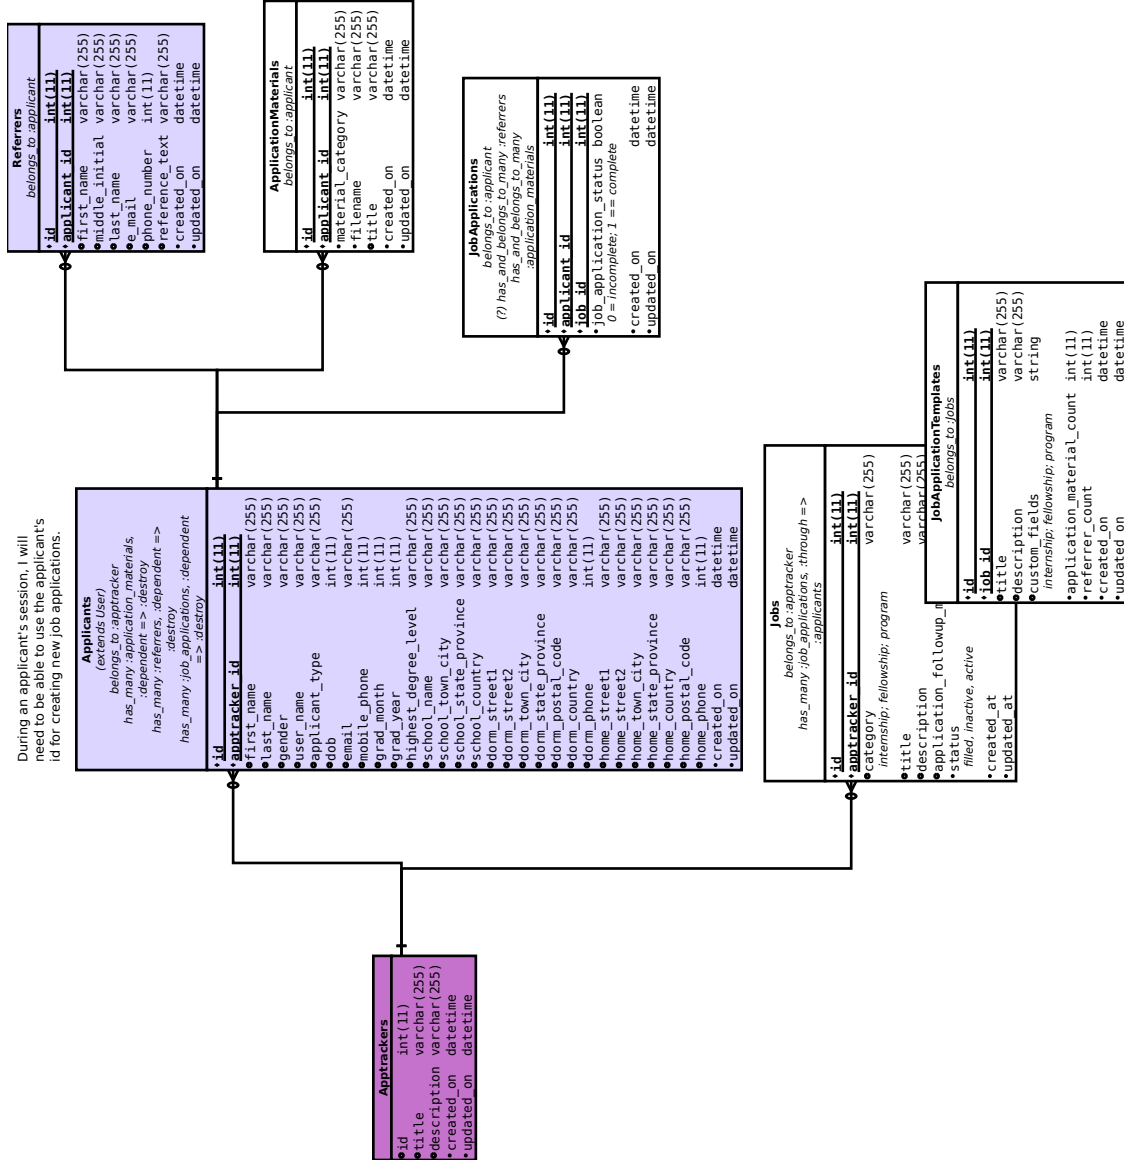 During an applicant's session, I will
need to be able to use the applicant's
id for creating new job applications.
Referrers
belongs_to :applicant
id int(11)
applicant_id int(11)
first_name varchar(255)
middle_initial varchar(255)
last_name varchar(255)
e_mail varchar(255)
phone_number int(11)
reference_text varchar(255)
created_on datetime
updated_on datetime
ApplicationMaterials
belongs_to :applicant
id int(11)
applicant_id int(11)
material_category varchar(255)
filename varchar(255)
title varchar(255)
created_on datetime
updated_on datetime
JobApplications
belongs_to :applicant
(?) has_and_belongs_to_many :referrers
has_and_belongs_to_many
:application_materials
id int(11)
applicant_id int(11)
job_id int(11)
job_application_status boolean
0 = incomplete; 1 == complete
created_on datetime
updated_on datetime
Applicants
(extends User)
belongs_to :apptracker
has_many :application_materials,
:dependent => :destroy
has_many :referrers, :dependent =>
:destroy
has_many :job_applications, :dependent
=> :destroy
id int(11)
apptracker_id int(11)
first_name varchar(255)
last_name varchar(255)
gender varchar(255)
user_name varchar(255)
applicant_type varchar(255)
dob int(11)
email varchar(255)
mobile_phone int(11)
grad_month int(11)
grad_year int(11)
highest_degree_level varchar(255)
school_name varchar(255)
school_town_city varchar(255)
school_state_province varchar(255)
school_country varchar(255)
dorm_street1 varchar(255)
dorm_street2 varchar(255)
dorm_town_city varchar(255)
dorm_state_province varchar(255)
dorm_postal_code varchar(255)
dorm_country varchar(255)
dorm_phone int(11)
home_street1 varchar(255)
home_street2 varchar(255)
home_town_city varchar(255)
home_state_province varchar(255)
home_country varchar(255)
home_postal_code varchar(255)
home_phone int(11)
created_on datetime
updated_on datetime
Jobs
belongs_to :apptracker
has_many :job_applications, :through =>
:applicants
id int(11)
apptracker_id int(11)
category varchar(255)
internship; fellowship; program
title varchar(255)
description varchar(255)
application_followup_
status
filled, inactive, active
created_at
updated_at
JobApplicationTemplates
belongs_to :Jobs
id int(11)
job_id int(11)
title varchar(255)
description varchar(255)
custom_fields string
internship; fellowship; program
application_material_count int(11)
referrer_count int(11)
created_on datetime
updated_on datetime
Apptrackers
id int(11)
title varchar(255)
description varchar(255)
created_on datetime
updated_on datetime